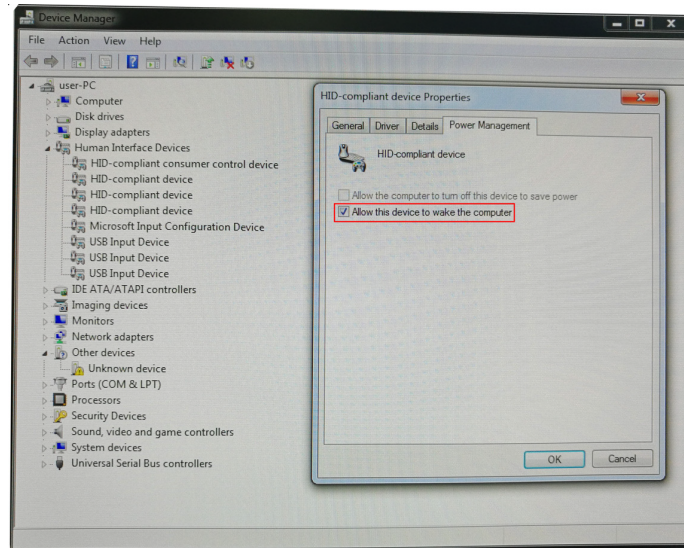 Device Manager
File Action View Help
user-PC
Computer
Disk drives
Display adapters
Human Interface Devices
HID-compliant consumer control device
HID-compliant device
HID-compliant device
HID-compliant device
Microsoft Input Configuration Device
USB Input Device
USB Input Device
USB Input Device
IDE ATA/ATAPI controllers
Imaging devices
Monitors
Network adapters
Other devices
Unknown device
Ports (COM & LPT)
Processors
Security Devices
Sound, video and game controllers
System devices
Universal Serial Bus controllers
HID-compliant device Properties
General Driver Details Power Management
HID-compliant device
Allow the computer to turn off this device to save power
Allow this device to wake the computer
OK Cancel